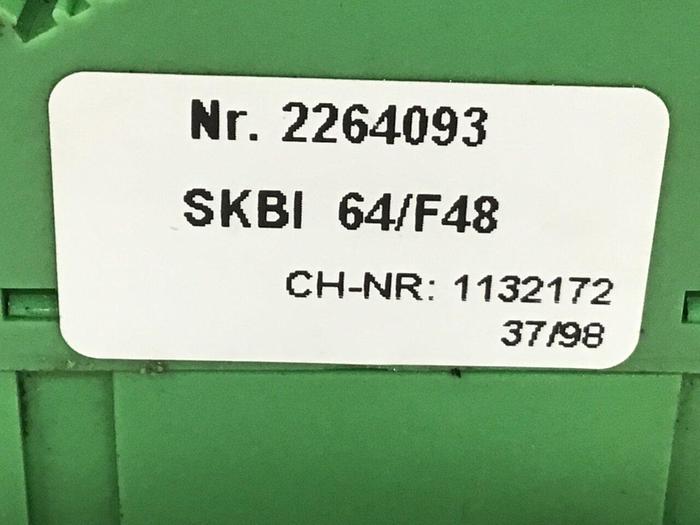 Nr. 2264093
SKBI 64/F48
CH-NR: 1132172
37/98